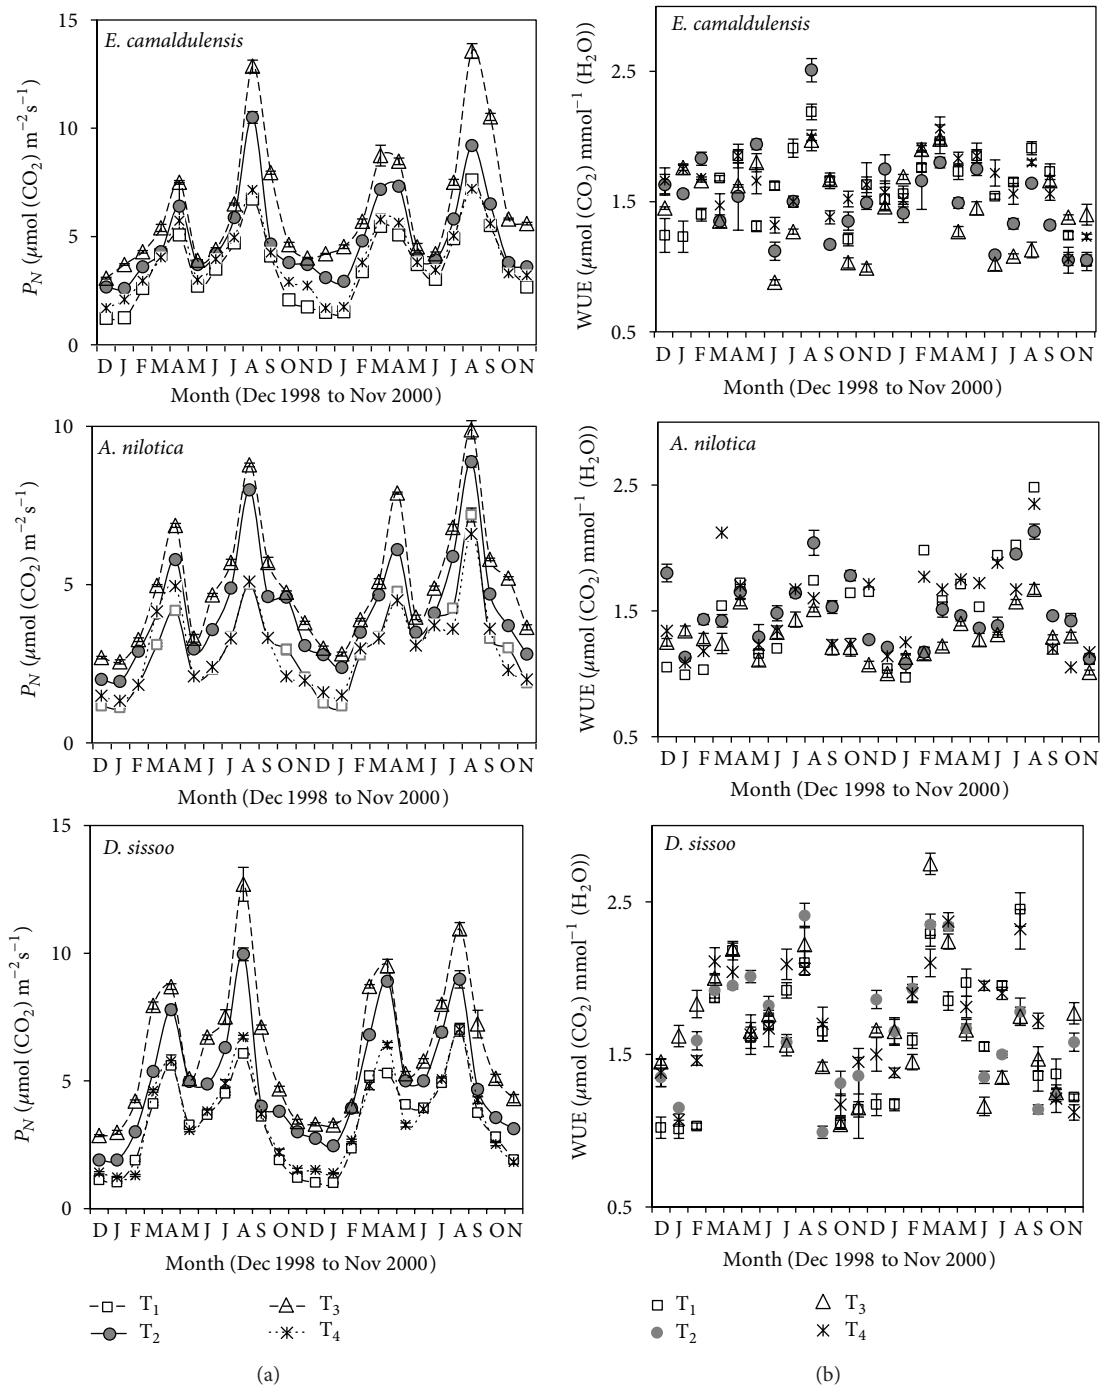 E. camaldulensis
15
10
5
0
P_N (μmol (CO₂) m⁻² s⁻¹)
D J F M A M J J A S O N D J F M A M J J A S O N
Month (Dec 1998 to Nov 2000)
A. nilotica
10
5
0
P_N (μmol (CO₂) m⁻² s⁻¹)
D J F M A M J J A S O N D J F M A M J J A S O N
Month (Dec 1998 to Nov 2000)
D. sissoo
15
10
5
0
P_N (μmol (CO₂) m⁻² s⁻¹)
D J F M A M J J A S O N D J F M A M J J A S O N
Month (Dec 1998 to Nov 2000)
T₁
T₃
T₂
T₄
(a)
E. camaldulensis
2.5
1.5
0.5
WUE (μmol (CO₂) mmol⁻¹ (H₂O))
D J F M A M J J A S O N D J F M A M J J A S O N
Month (Dec 1998 to Nov 2000)
A. nilotica
2.5
1.5
0.5
WUE (μmol (CO₂) mmol⁻¹ (H₂O))
D J F M A M J J A S O N D J F M A M J J A S O N
Month (Dec 1998 to Nov 2000)
D. sissoo
2.5
1.5
0.5
WUE (μmol (CO₂) mmol⁻¹ (H₂O))
D J F M A M J J A S O N D J F M A M J J A S O N
Month (Dec 1998 to Nov 2000)
T₁
T₃
T₂
T₄
(b)